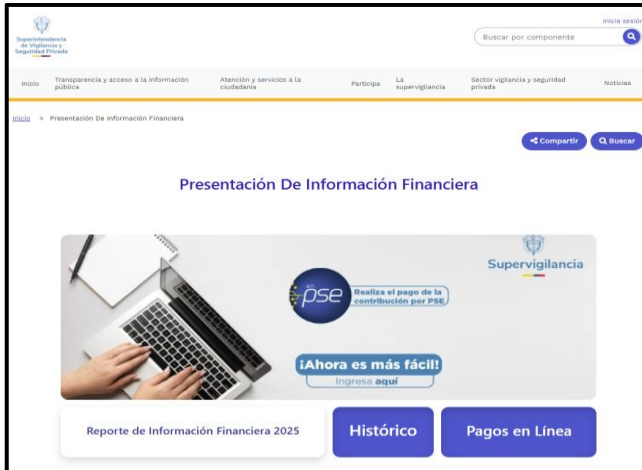 Superintendencia
de Vigilancia y
Seguridad Privada
Inicia sesión
Buscar por componente
Inicio
Transparencia y acceso a la información
pública
Atención y servicios a la
ciudadanía
Participa
La
supervigilancia
Sector vigilancia y seguridad
privada
Noticias
Inicio > Presentación De Información Financiera
Compartir
Buscar
Presentación De Información Financiera
Supervigilancia
pse
Realiza el pago de la
contribución por PSE
¡Ahora es más fácil!
Ingresa aquí
Reporte de Información Financiera 2025
Histórico
Pagos en Línea